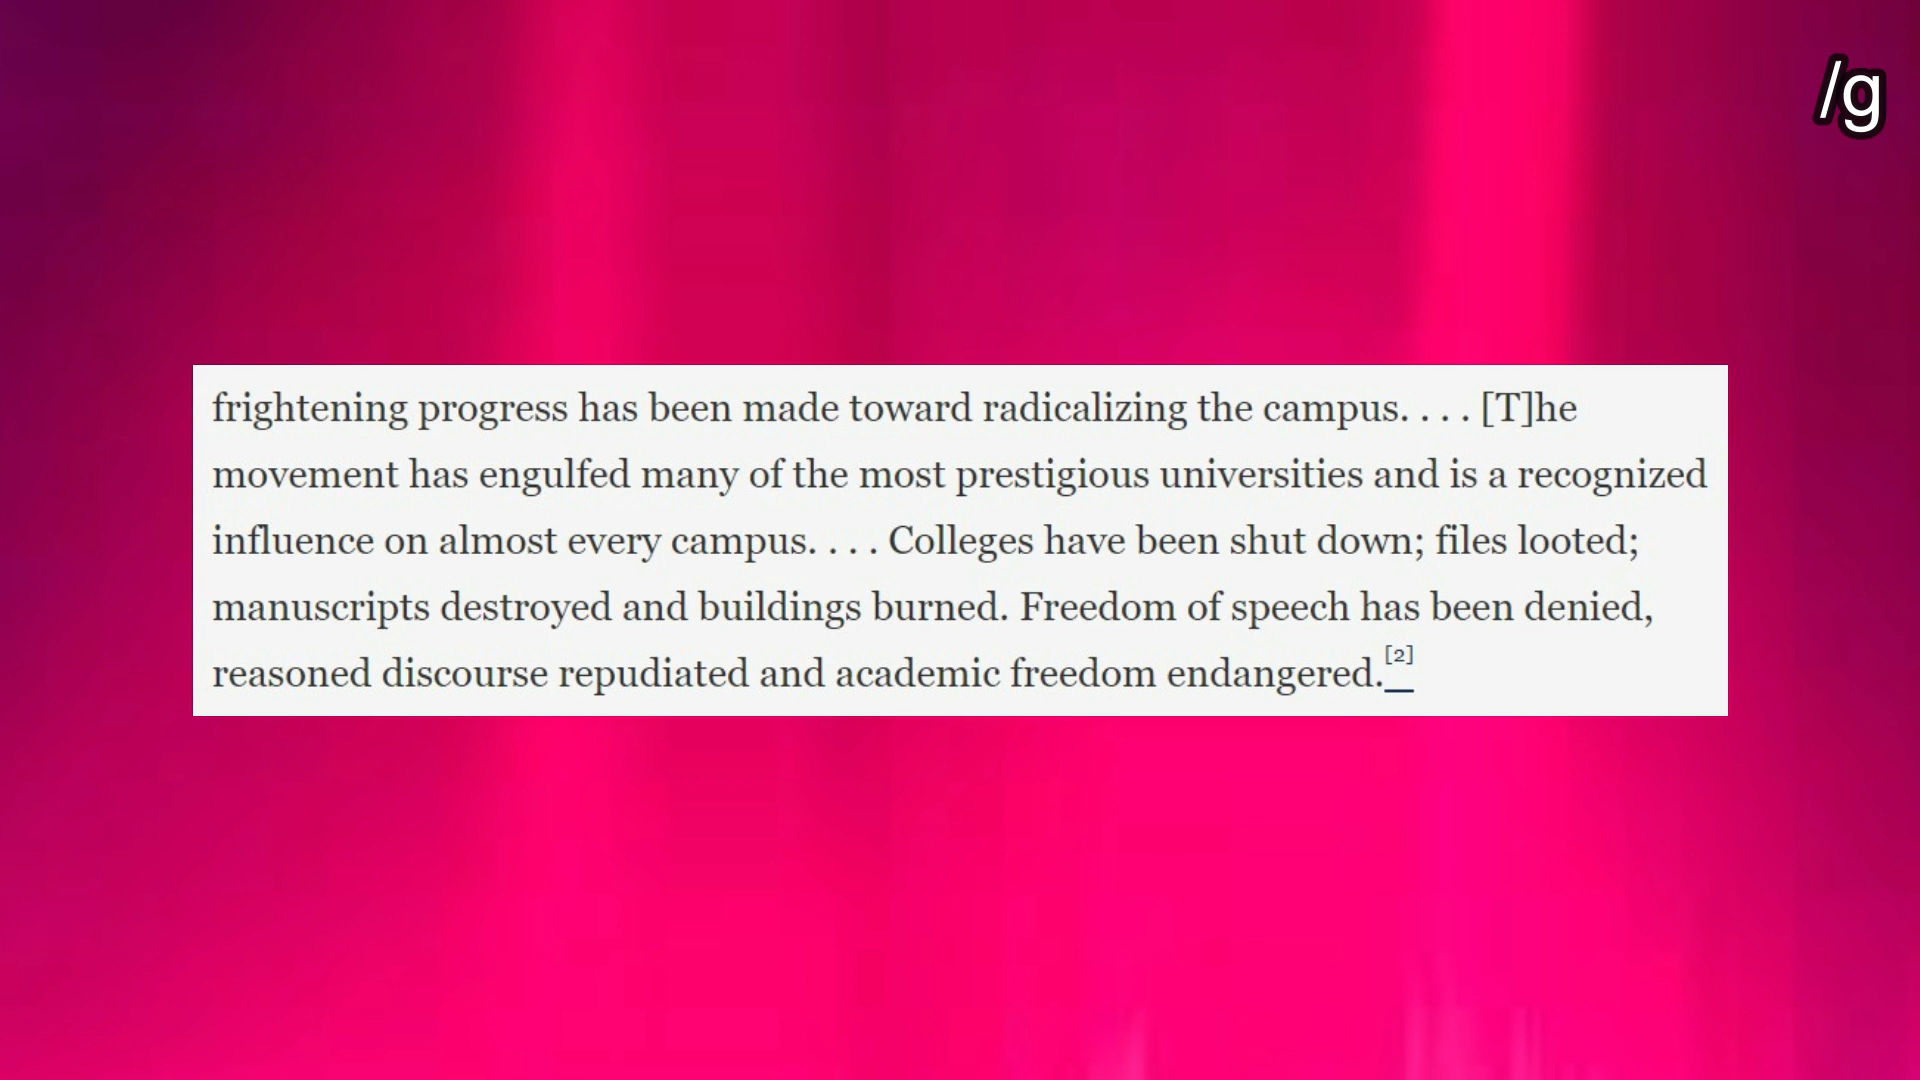 /g
frightening progress has been made toward radicalizing the campus. . . . [T]he
movement has engulfed many of the most prestigious universities and is a recognized
influence on almost every campus. . . . Colleges have been shut down; files looted;
manuscripts destroyed and buildings burned. Freedom of speech has been denied,
reasoned discourse repudiated and academic freedom endangered.[2]